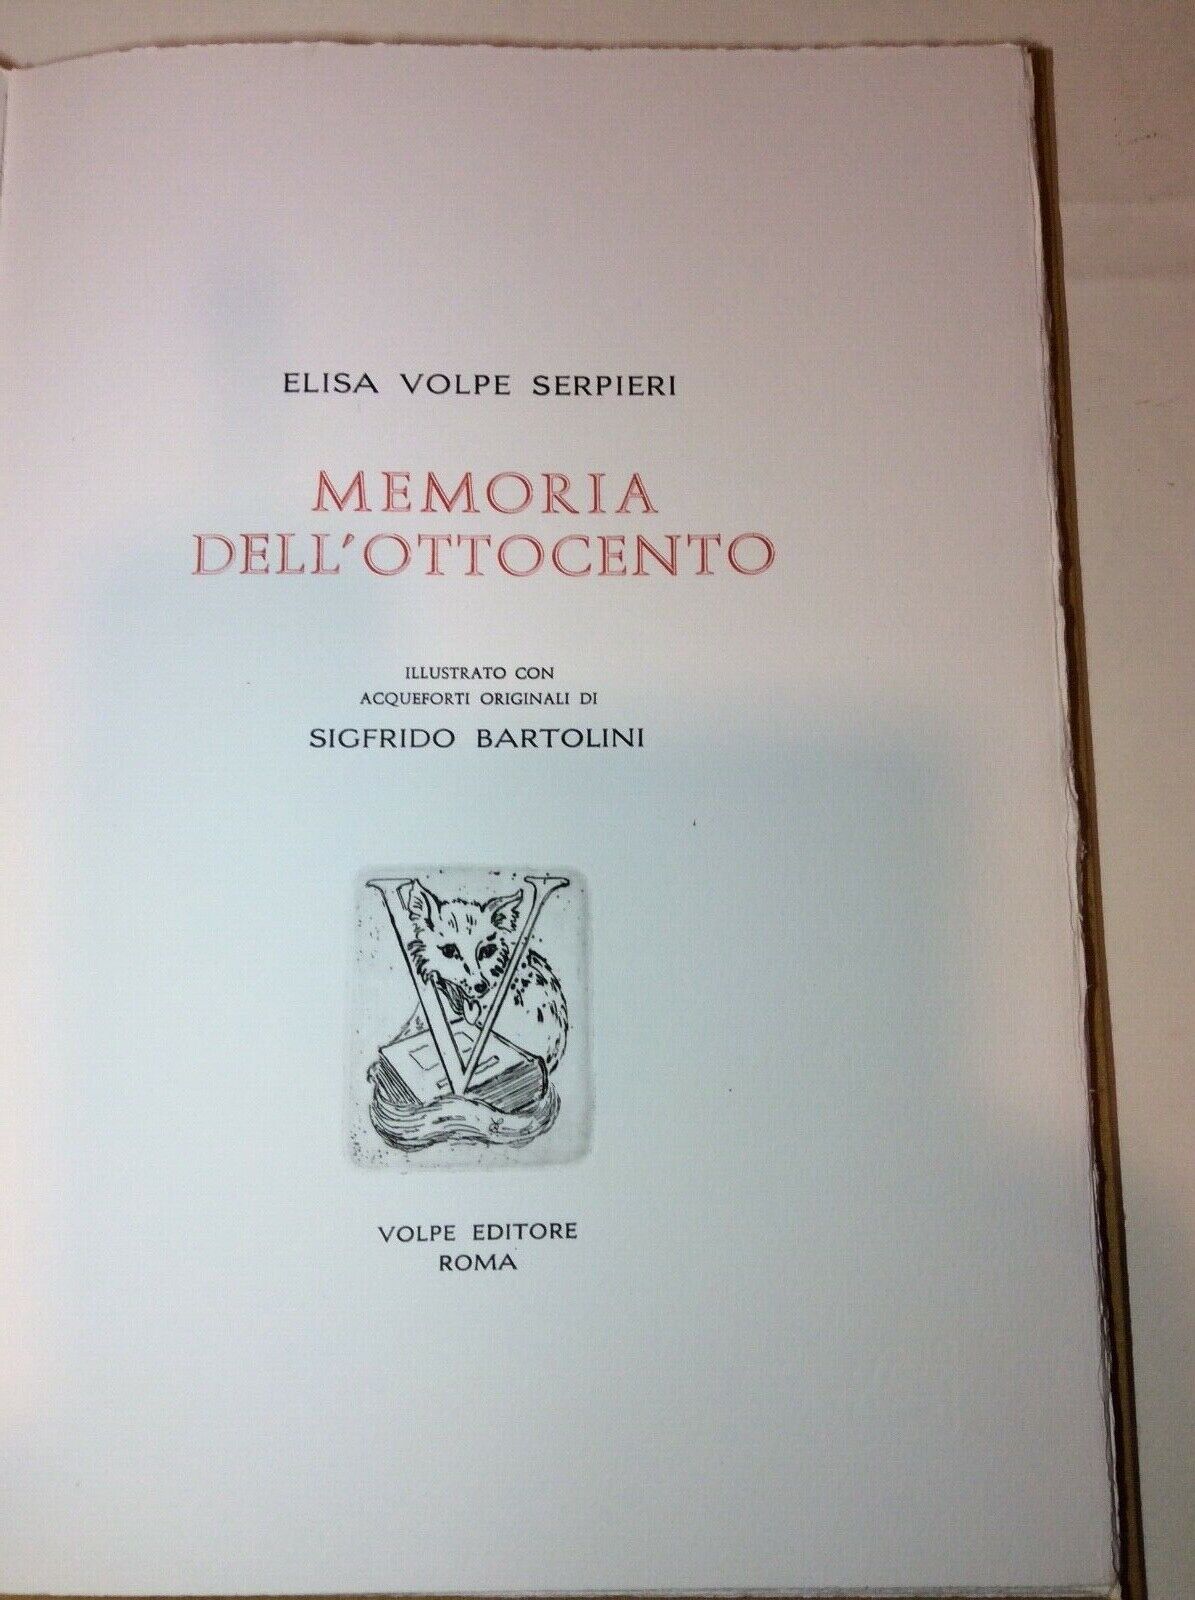 ELISA VOLPE SERPIERI
MEMORIA
DELL'OTTOCENTO
ILLUSTRATO CON
ACQUEFORTI ORIGINALI DI
SIGFRIDO BARTOLINI
V
VOLPE EDITORE
ROMA